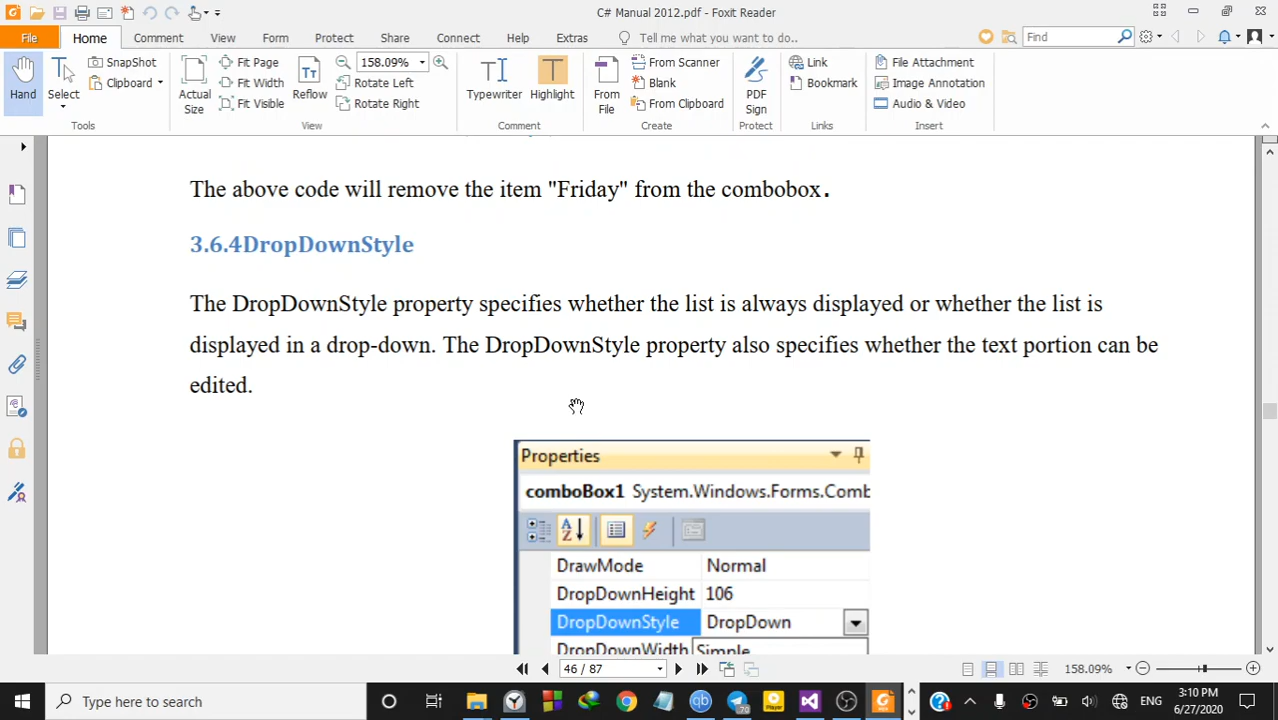 C# Manual 2012.pdf - Foxit Reader
File Home Comment View Form Protect Share Connect Help Extras Tell me what you want to do.. Find
Hand
Select
SnapShot
Clipboard
Tools
Actual Size
Fit Page
Fit Width
Fit Visible
Reflow
158.09%
Rotate Left
Rotate Right
View
Typewriter
Highlight
Comment
From File
From Scanner
Blank
From Clipboard
Create
PDF Sign
Protect
Link
Bookmark
Links
File Attachment
Image Annotation
Audio & Video
Insert
The above code will remove the item "Friday" from the combobox.
3.6.4DropDownStyle
The DropDownStyle property specifies whether the list is always displayed or whether the list is
displayed in a drop-down. The DropDownStyle property also specifies whether the text portion can be
edited.
Properties
comboBox1 System.Windows.Forms.Comb
DrawMode Normal
DropDownHeight 106
DropDownStyle DropDown
DropDownWidth Simple
46 / 87
158.09%
Type here to search
ENG
3:10 PM
6/27/2020